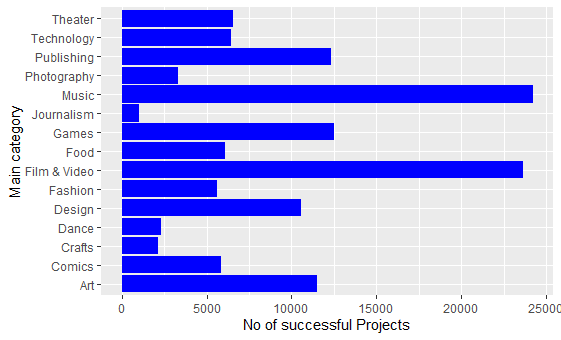 Main category
Theater
Technology
Publishing
Photography
Music
Journalism
Games
Food
Film & Video
Fashion
Design
Dance
Crafts
Comics
Art
0 5000 10000 15000 20000 25000
No of successful Projects